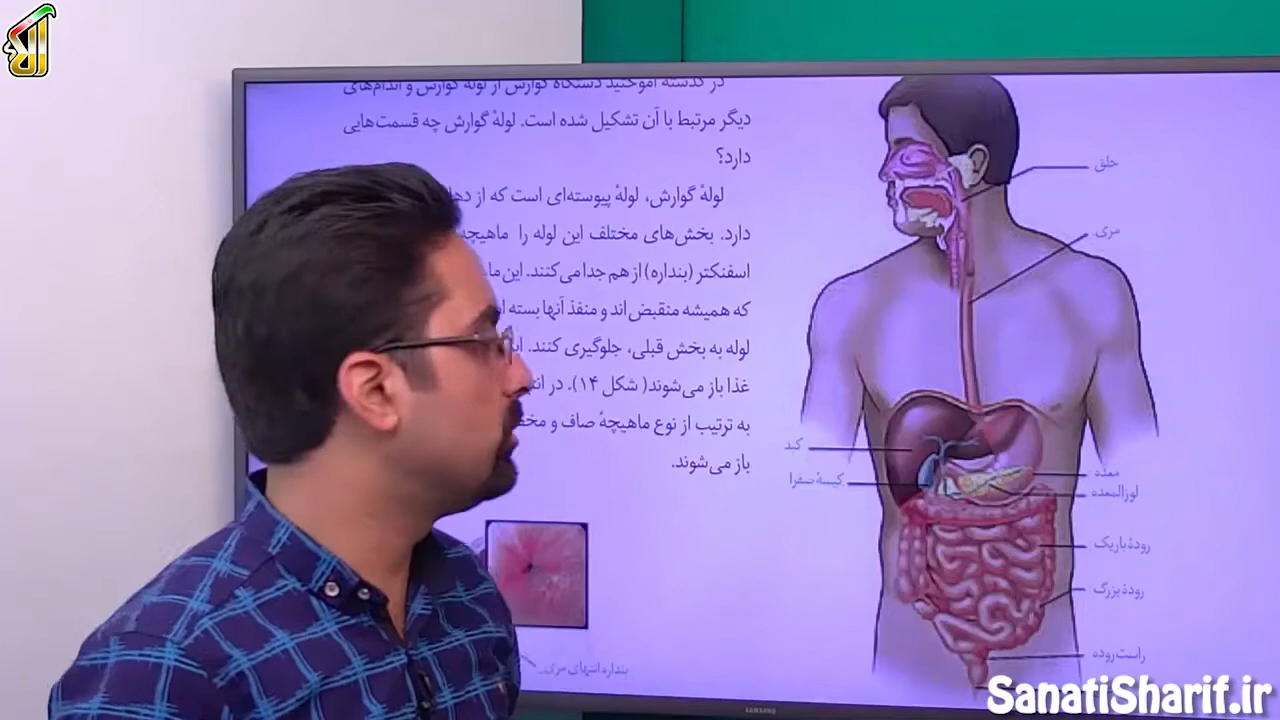 در گذشته آموختید دستگاه گوارش از لولهٔ گوارش و اندام‌های
دیگر مرتبط با آن تشکیل شده است. لولهٔ گوارش چه قسمت‌هایی
دارد؟
لولهٔ گوارش، لولهٔ پیوسته‌ای است که از
دارد. بخش‌های مختلف این لوله را ماهیچه
اسفنکتر (بنداره) از هم جدا می‌کنند. این
که همیشه منقبض‌اند و منفذ آنها بسته
لوله به بخش قبلی، جلوگیری کنند.
غذا باز می‌شوند( شکل ۱۴). در
به ترتیب از نوع ماهیچهٔ صاف و
باز می‌شوند.
بنداره انتهای مری
حلق
مری
کبد
کیسهٔ صفرا
معده
لوزالمعده
رودهٔ باریک
رودهٔ بزرگ
راست روده
SAMSUNG
SanatiSharif.ir